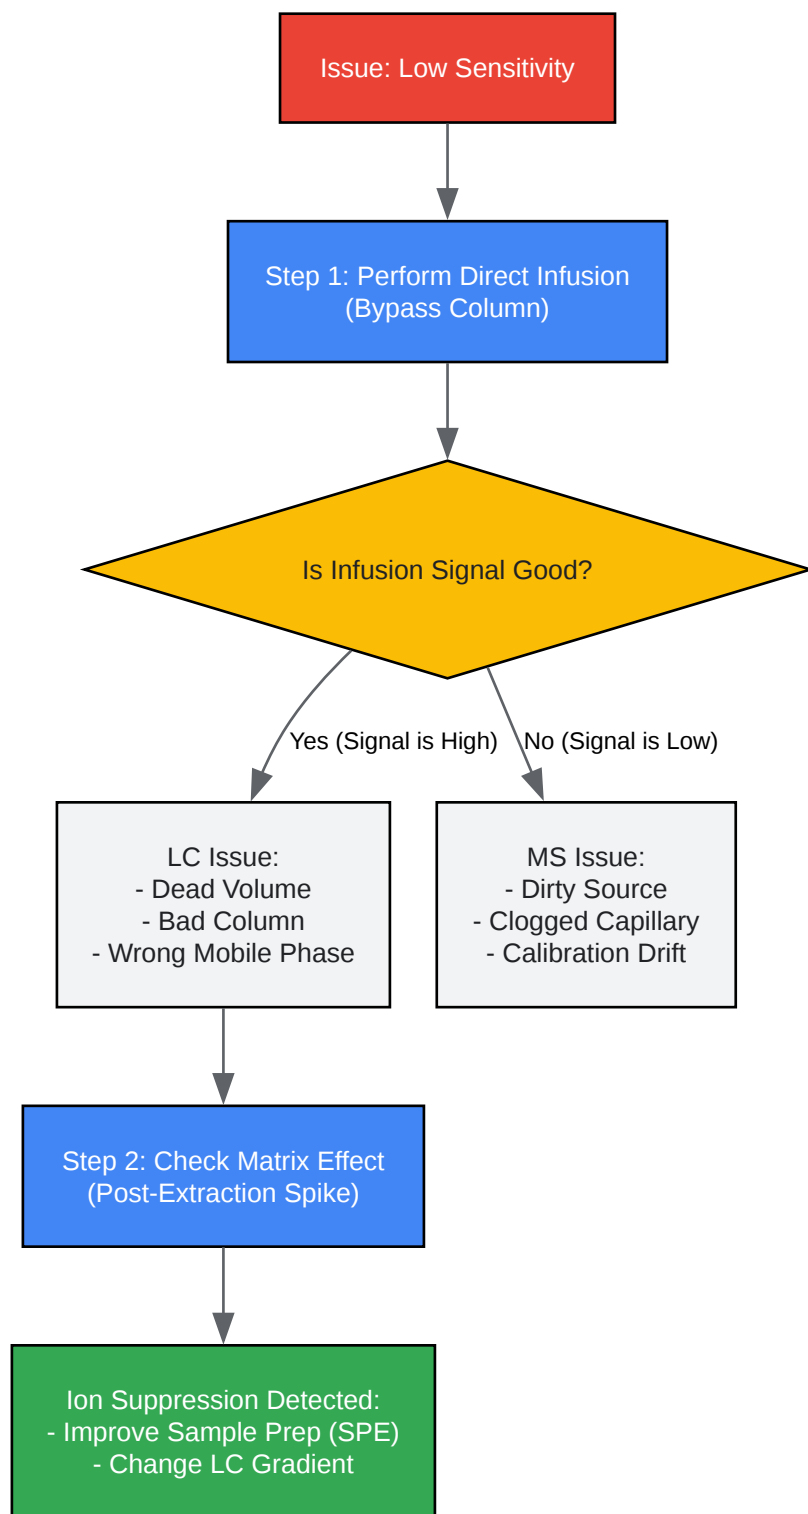 Issue: Low Sensitivity
Step 1: Perform Direct Infusion
(Bypass Column)
Is Infusion Signal Good?
Yes (Signal is High)
No (Signal is Low)
LC Issue:
- Dead Volume
- Bad Column
- Wrong Mobile Phase
MS Issue:
- Dirty Source
- Clogged Capillary
- Calibration Drift
Step 2: Check Matrix Effect
(Post-Extraction Spike)
Ion Suppression Detected:
- Improve Sample Prep (SPE)
- Change LC Gradient